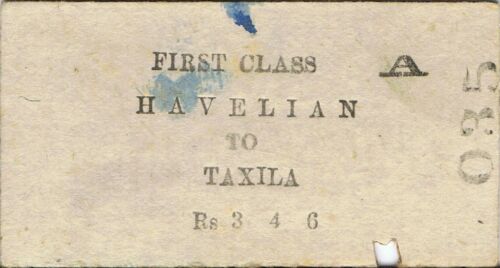 FIRST CLASS A
HAVELIAN
TO
TAXILA
Rs 3 4 6
035